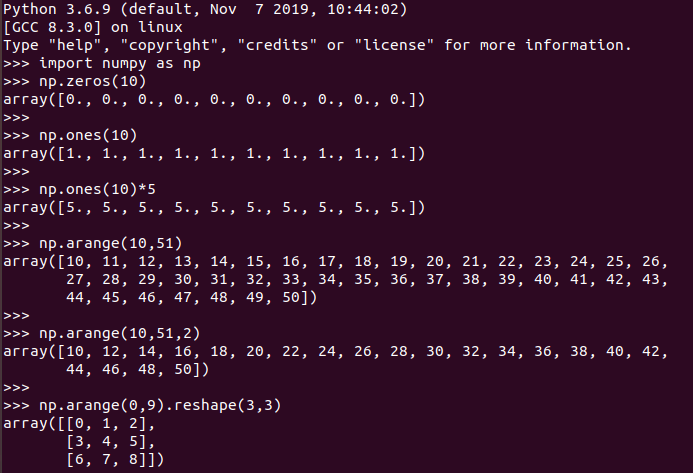 Python 3.6.9 (default, Nov  7 2019, 10:44:02)
[GCC 8.3.0] on linux
Type "help", "copyright", "credits" or "license" for more information.
>>> import numpy as np
>>> np.zeros(10)
array([0., 0., 0., 0., 0., 0., 0., 0., 0., 0.])
>>>
>>> np.ones(10)
array([1., 1., 1., 1., 1., 1., 1., 1., 1., 1.])
>>>
>>> np.ones(10)*5
array([5., 5., 5., 5., 5., 5., 5., 5., 5., 5.])
>>>
>>> np.arange(10,51)
array([10, 11, 12, 13, 14, 15, 16, 17, 18, 19, 20, 21, 22, 23, 24, 25, 26,
       27, 28, 29, 30, 31, 32, 33, 34, 35, 36, 37, 38, 39, 40, 41, 42, 43,
       44, 45, 46, 47, 48, 49, 50])
>>>
>>> np.arange(10,51,2)
array([10, 12, 14, 16, 18, 20, 22, 24, 26, 28, 30, 32, 34, 36, 38, 40, 42,
       44, 46, 48, 50])
>>>
>>> np.arange(0,9).reshape(3,3)
array([[0, 1, 2],
       [3, 4, 5],
       [6, 7, 8]])